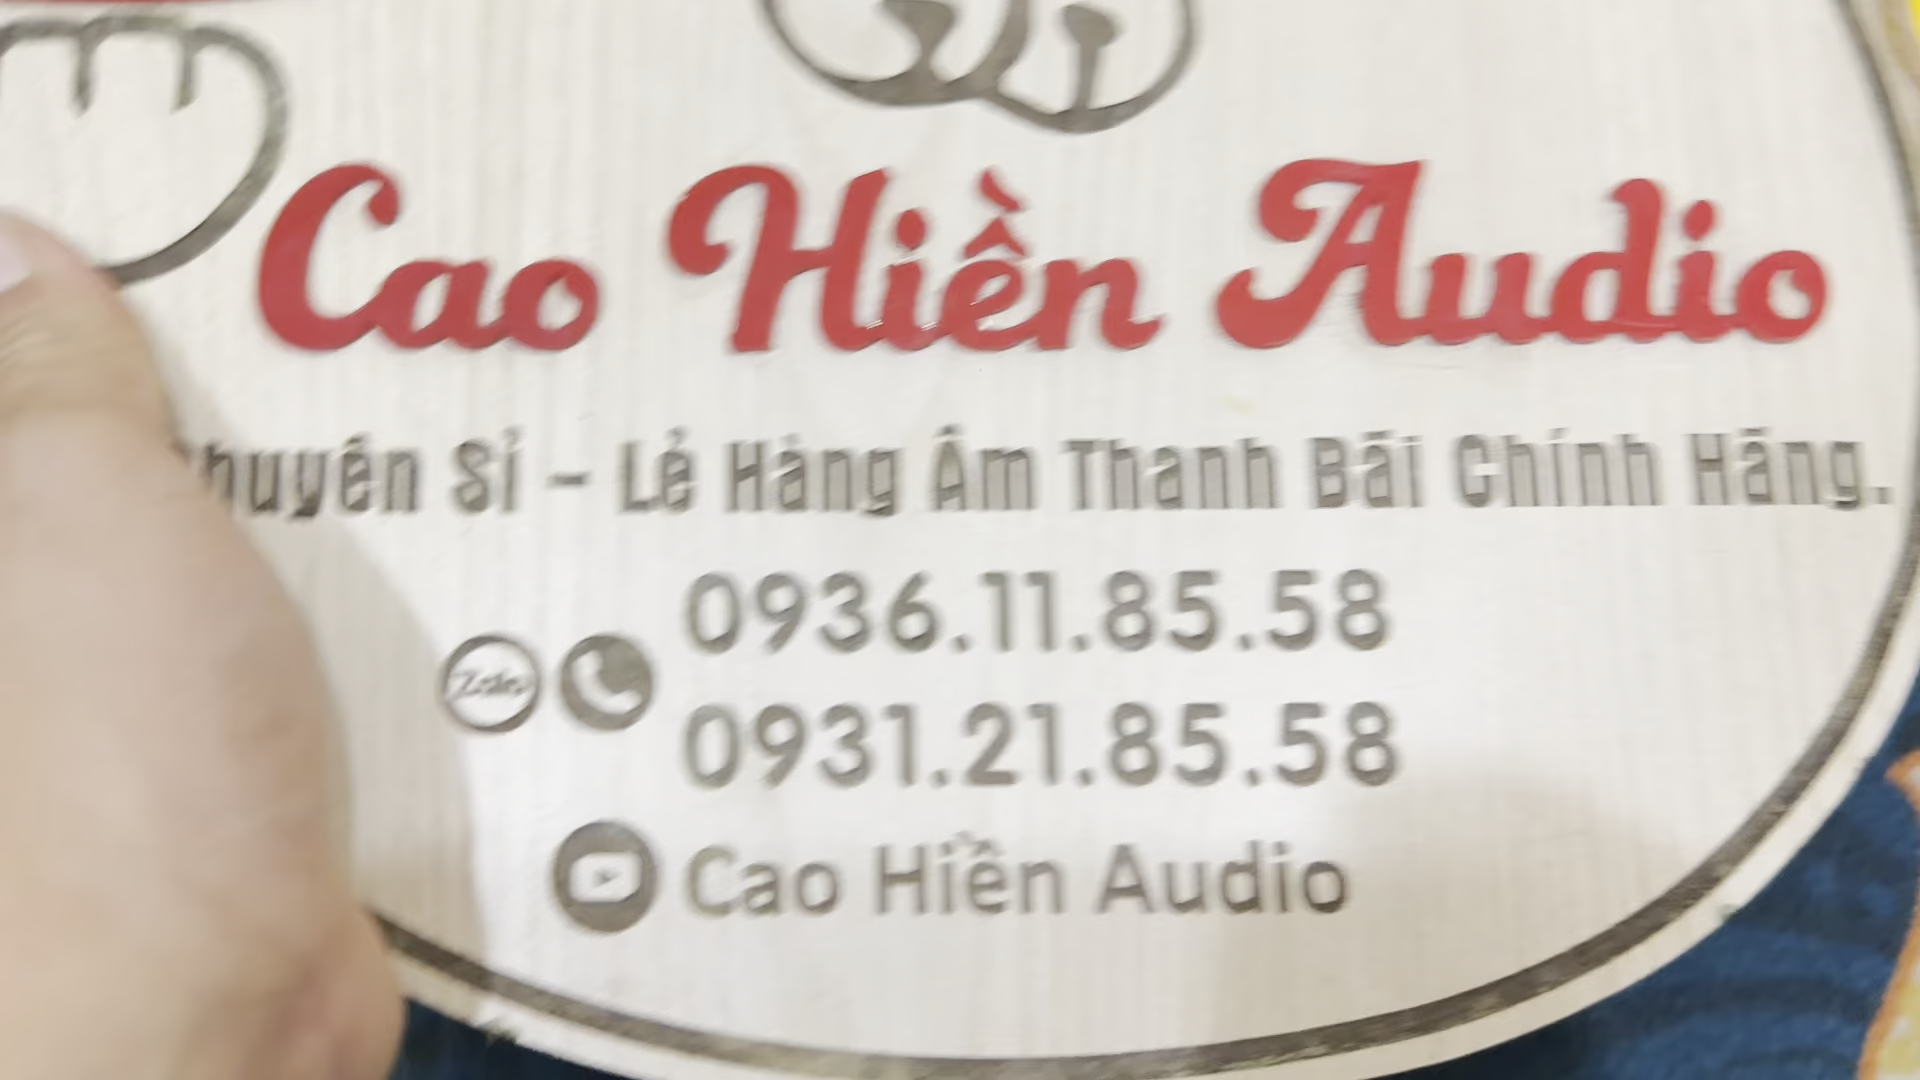 Cao Hiền Audio
huyên Sỉ - Lẻ Hàng Âm Thanh Bãi Chính Hãng.
0936.11.85.58
Zalo
0931.21.85.58
Cao Hiền Audio